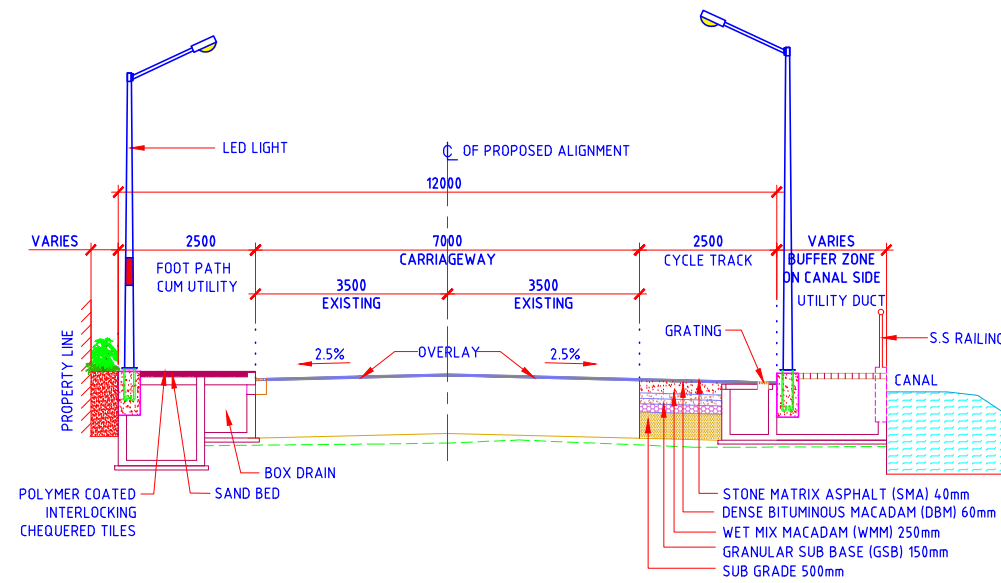 LED LIGHT
℄ OF PROPOSED ALIGNMENT
12000
VARIES
2500
7000
2500
VARIES
FOOT PATH
CUM UTILITY
CARRIAGEWAY
CYCLE TRACK
BUFFER ZONE
ON CANAL SIDE
3500
EXISTING
3500
EXISTING
UTILITY DUCT
GRATING
S.S RAILING
PROPERTY LINE
2.5%
OVERLAY
2.5%
CANAL
BOX DRAIN
SAND BED
POLYMER COATED
INTERLOCKING
CHEQUERED TILES
STONE MATRIX ASPHALT (SMA) 40mm
DENSE BITUMINOUS MACADAM (DBM) 60mm
WET MIX MACADAM (WMM) 250mm
GRANULAR SUB BASE (GSB) 150mm
SUB GRADE 500mm